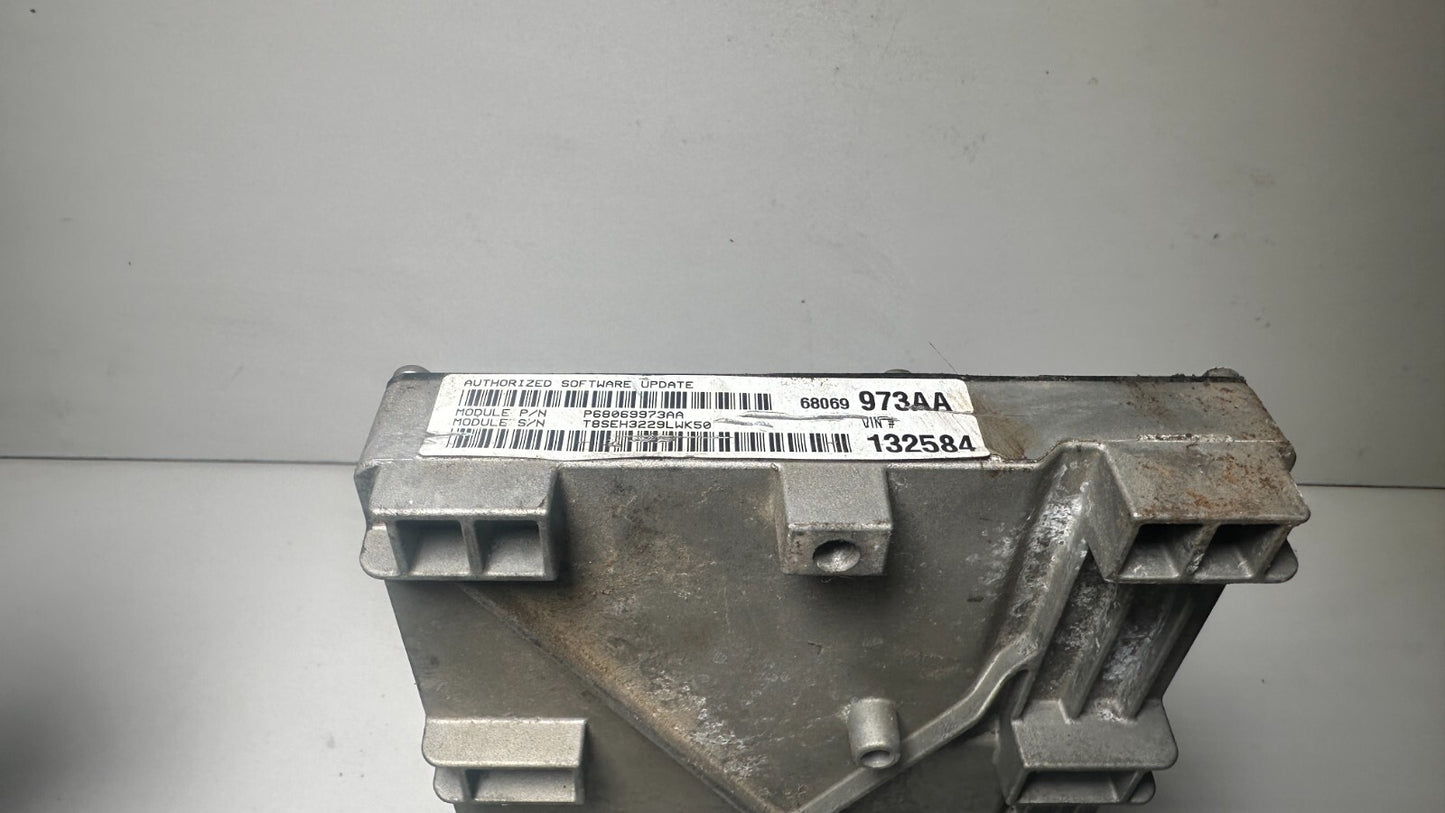 AUTHORIZED SOFTWARE UPDATE
68069 973AA
MODULE P/N P68069973AA
MODULE S/N T8SEH3229LWK50
VIN #
132584